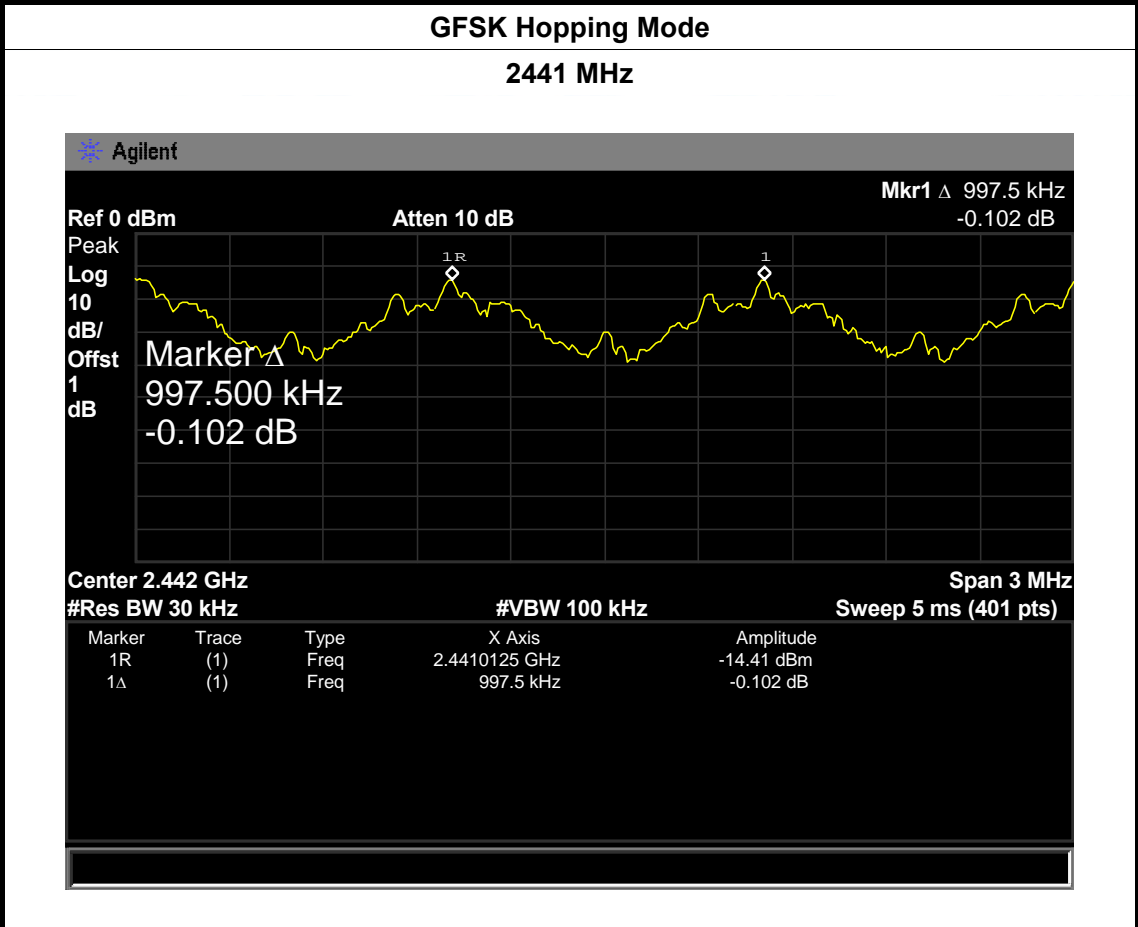 GFSK Hopping Mode
2441 MHz
Agilent
Mkr1 Δ 997.5 kHz
Ref 0 dBm Atten 10 dB -0.102 dB
Peak
Log
10
dB/
Offst
1
dB
1R 1
Marker Δ
997.500 kHz
-0.102 dB
Center 2.442 GHz Span 3 MHz
#Res BW 30 kHz #VBW 100 kHz Sweep 5 ms (401 pts)
Marker Trace Type X Axis Amplitude
1R (1) Freq 2.4410125 GHz -14.41 dBm
1Δ (1) Freq 997.5 kHz -0.102 dB